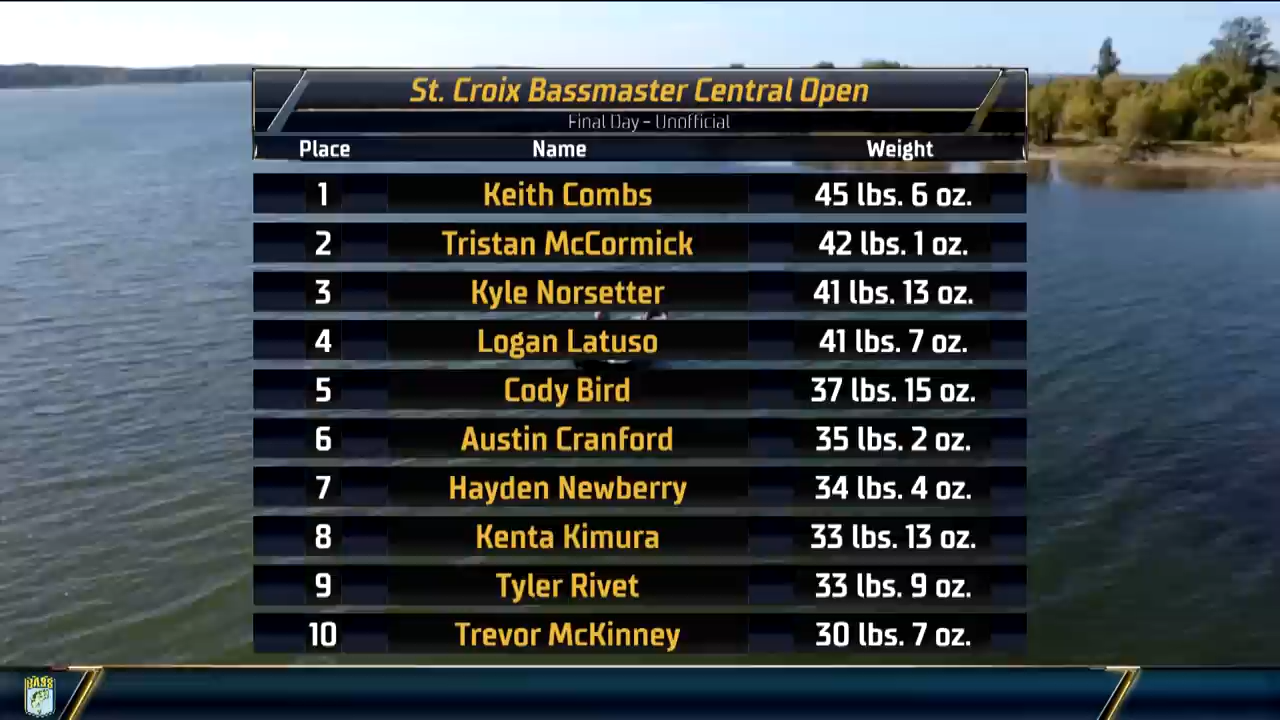 St. Croix Bassmaster Central Open
Final Day - Unofficial
Place Name Weight
1 Keith Combs 45 lbs. 6 oz.
2 Tristan McCormick 42 lbs. 1 oz.
3 Kyle Norsetter 41 lbs. 13 oz.
4 Logan Latuso 41 lbs. 7 oz.
5 Cody Bird 37 lbs. 15 oz.
6 Austin Cranford 35 lbs. 2 oz.
7 Hayden Newberry 34 lbs. 4 oz.
8 Kenta Kimura 33 lbs. 13 oz.
9 Tyler Rivet 33 lbs. 9 oz.
10 Trevor McKinney 30 lbs. 7 oz.
BASS